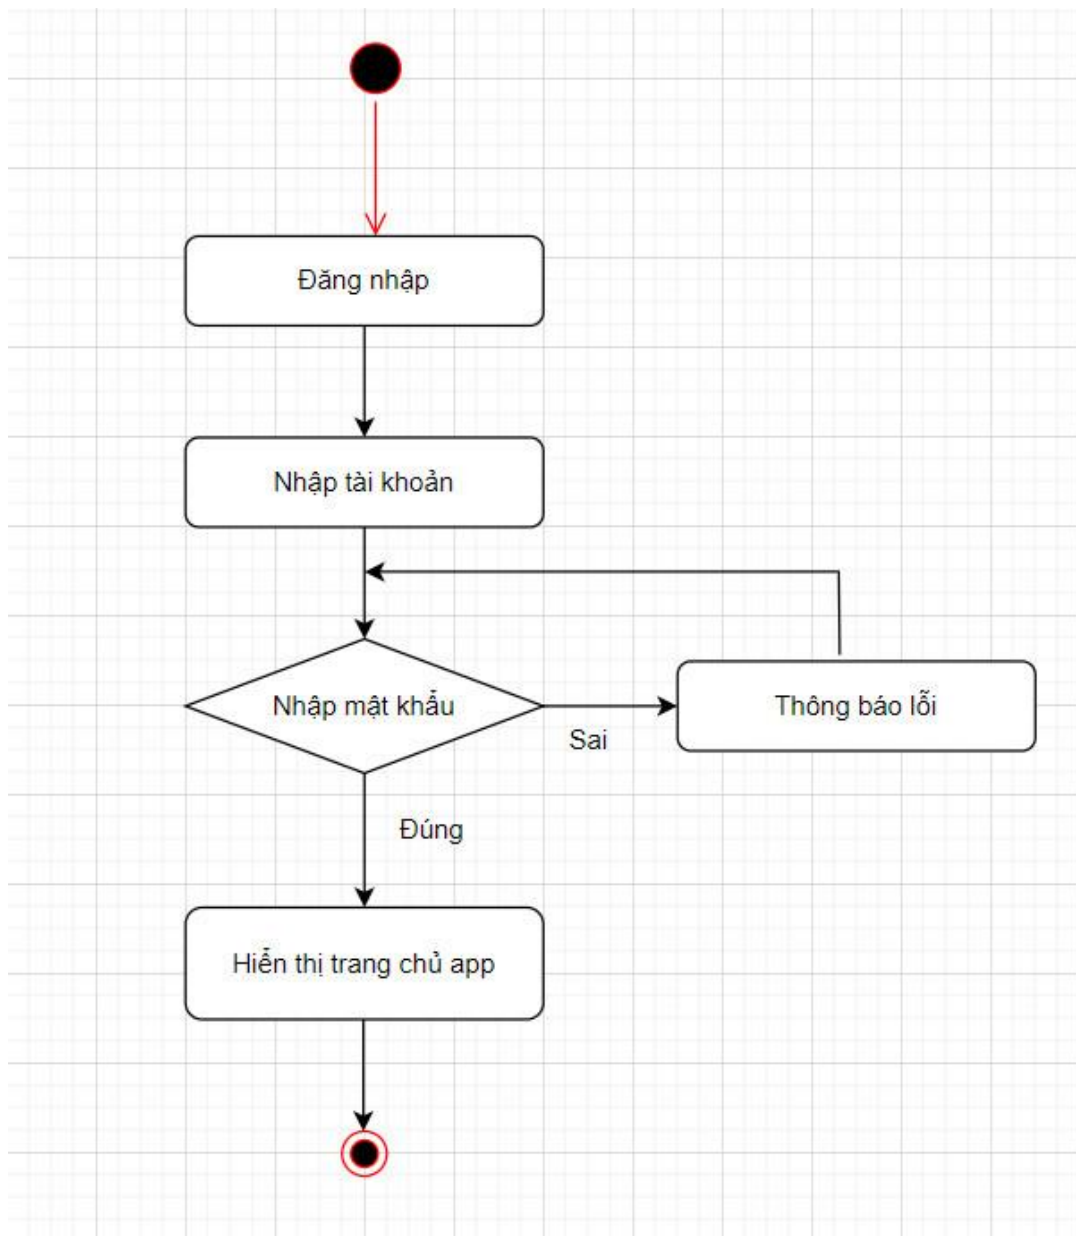 Đăng nhập
Nhập tài khoản
Nhập mật khẩu
Sai
Thông báo lỗi
Đúng
Hiển thị trang chủ app